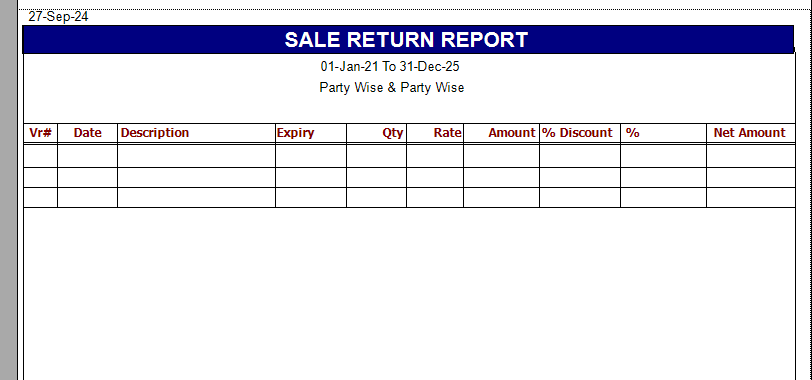 27-Sep-24
SALE RETURN REPORT
01-Jan-21 To 31-Dec-25
Party Wise & Party Wise
Vr# Date Description Expiry Qty Rate Amount % Discount % Net Amount